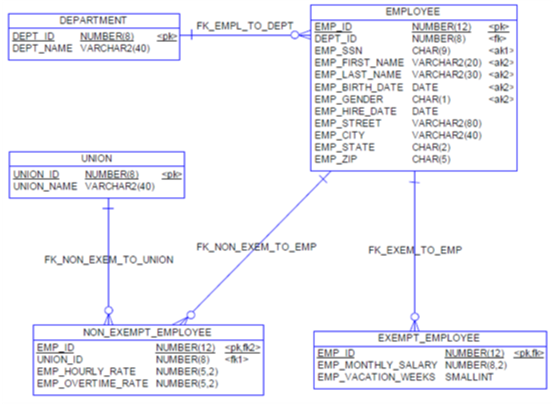 DEPARTMENT
DEPT_ID NUMBER(8) <pk>
DEPT_NAME VARCHAR2(40)
FK_EMPL_TO_DEPT
EMPLOYEE
EMP_ID NUMBER(12) <pk>
DEPT_ID NUMBER(8) <fk>
EMP_SSN CHAR(9) <ak1>
EMP_FIRST_NAME VARCHAR2(20) <ak2>
EMP_LAST_NAME VARCHAR2(30) <ak2>
EMP_BIRTH_DATE DATE <ak2>
EMP_GENDER CHAR(1) <ak2>
EMP_HIRE_DATE DATE
EMP_STREET VARCHAR2(80)
EMP_CITY VARCHAR2(40)
EMP_STATE CHAR(2)
EMP_ZIP CHAR(5)
UNION
UNION_ID NUMBER(8) <pk>
UNION_NAME VARCHAR2(40)
FK_NON_EXEM_TO_UNION
FK_NON_EXEM_TO_EMP
FK_EXEM_TO_EMP
NON_EXEMPT_EMPLOYEE
EMP_ID NUMBER(12) <pk,fk2>
UNION_ID NUMBER(8) <fk1>
EMP_HOURLY_RATE NUMBER(5,2)
EMP_OVERTIME_RATE NUMBER(5,2)
EXEMPT_EMPLOYEE
EMP_ID NUMBER(12) <pk,fk>
EMP_MONTHLY_SALARY NUMBER(8,2)
EMP_VACATION_WEEKS SMALLINT